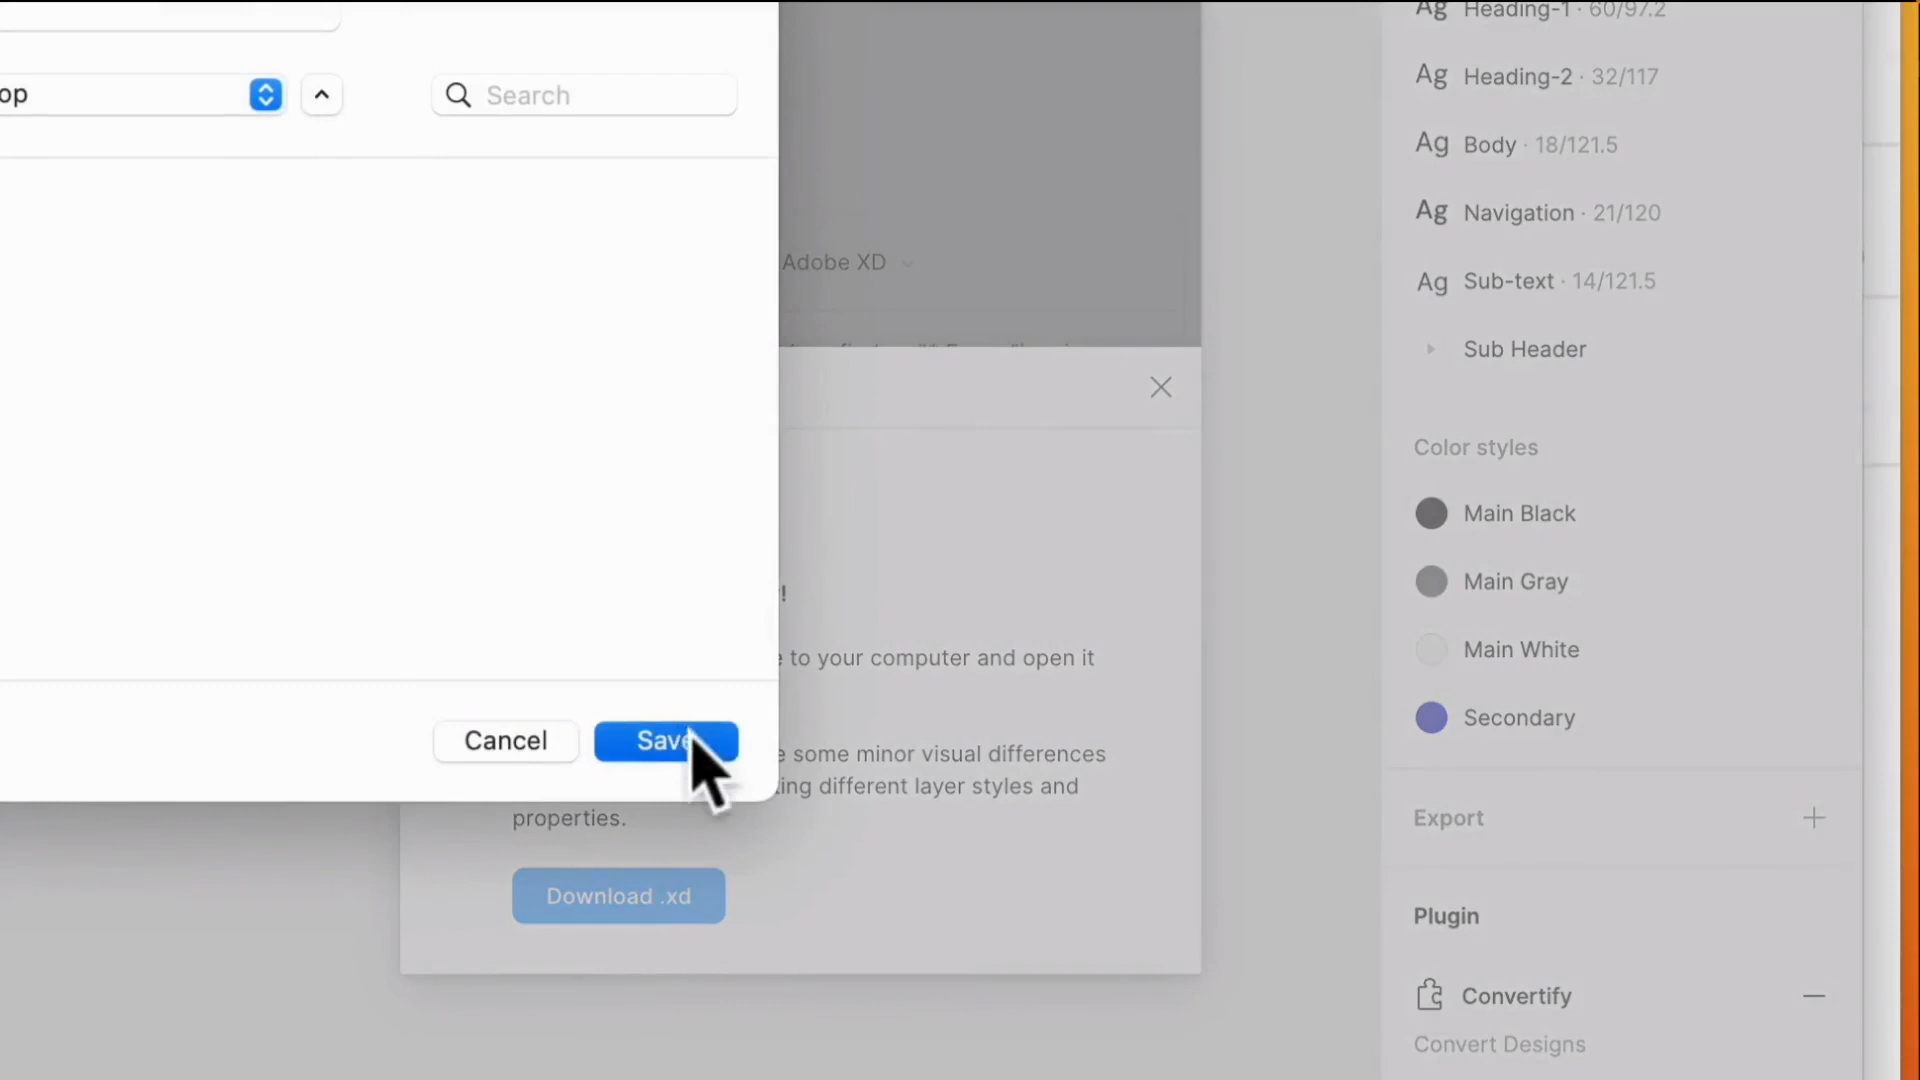 op
Search
Adobe XD
!
to your computer and open it
some minor visual differences
ing different layer styles and
properties.
Cancel
Save
Download .xd
Ag Heading-1 · 60/97.2
Ag Heading-2 · 32/117
Ag Body · 18/121.5
Ag Navigation · 21/120
Ag Sub-text · 14/121.5
Sub Header
Color styles
Main Black
Main Gray
Main White
Secondary
Export
Plugin
Convertify
Convert Designs